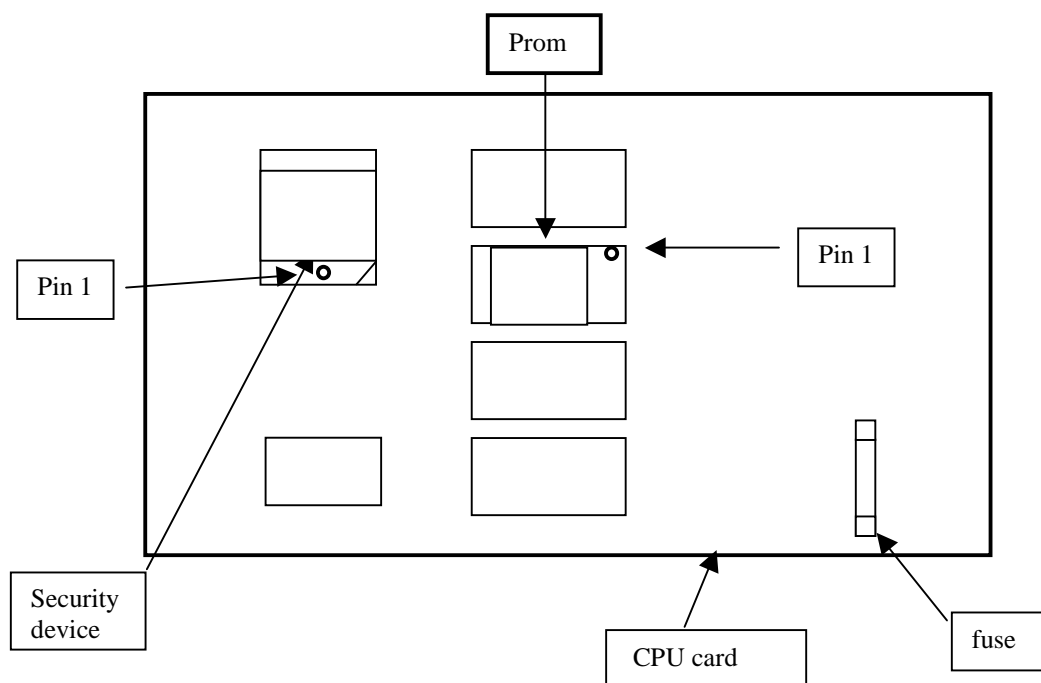 Prom
Pin 1
Pin 1
Security
device
CPU card
fuse